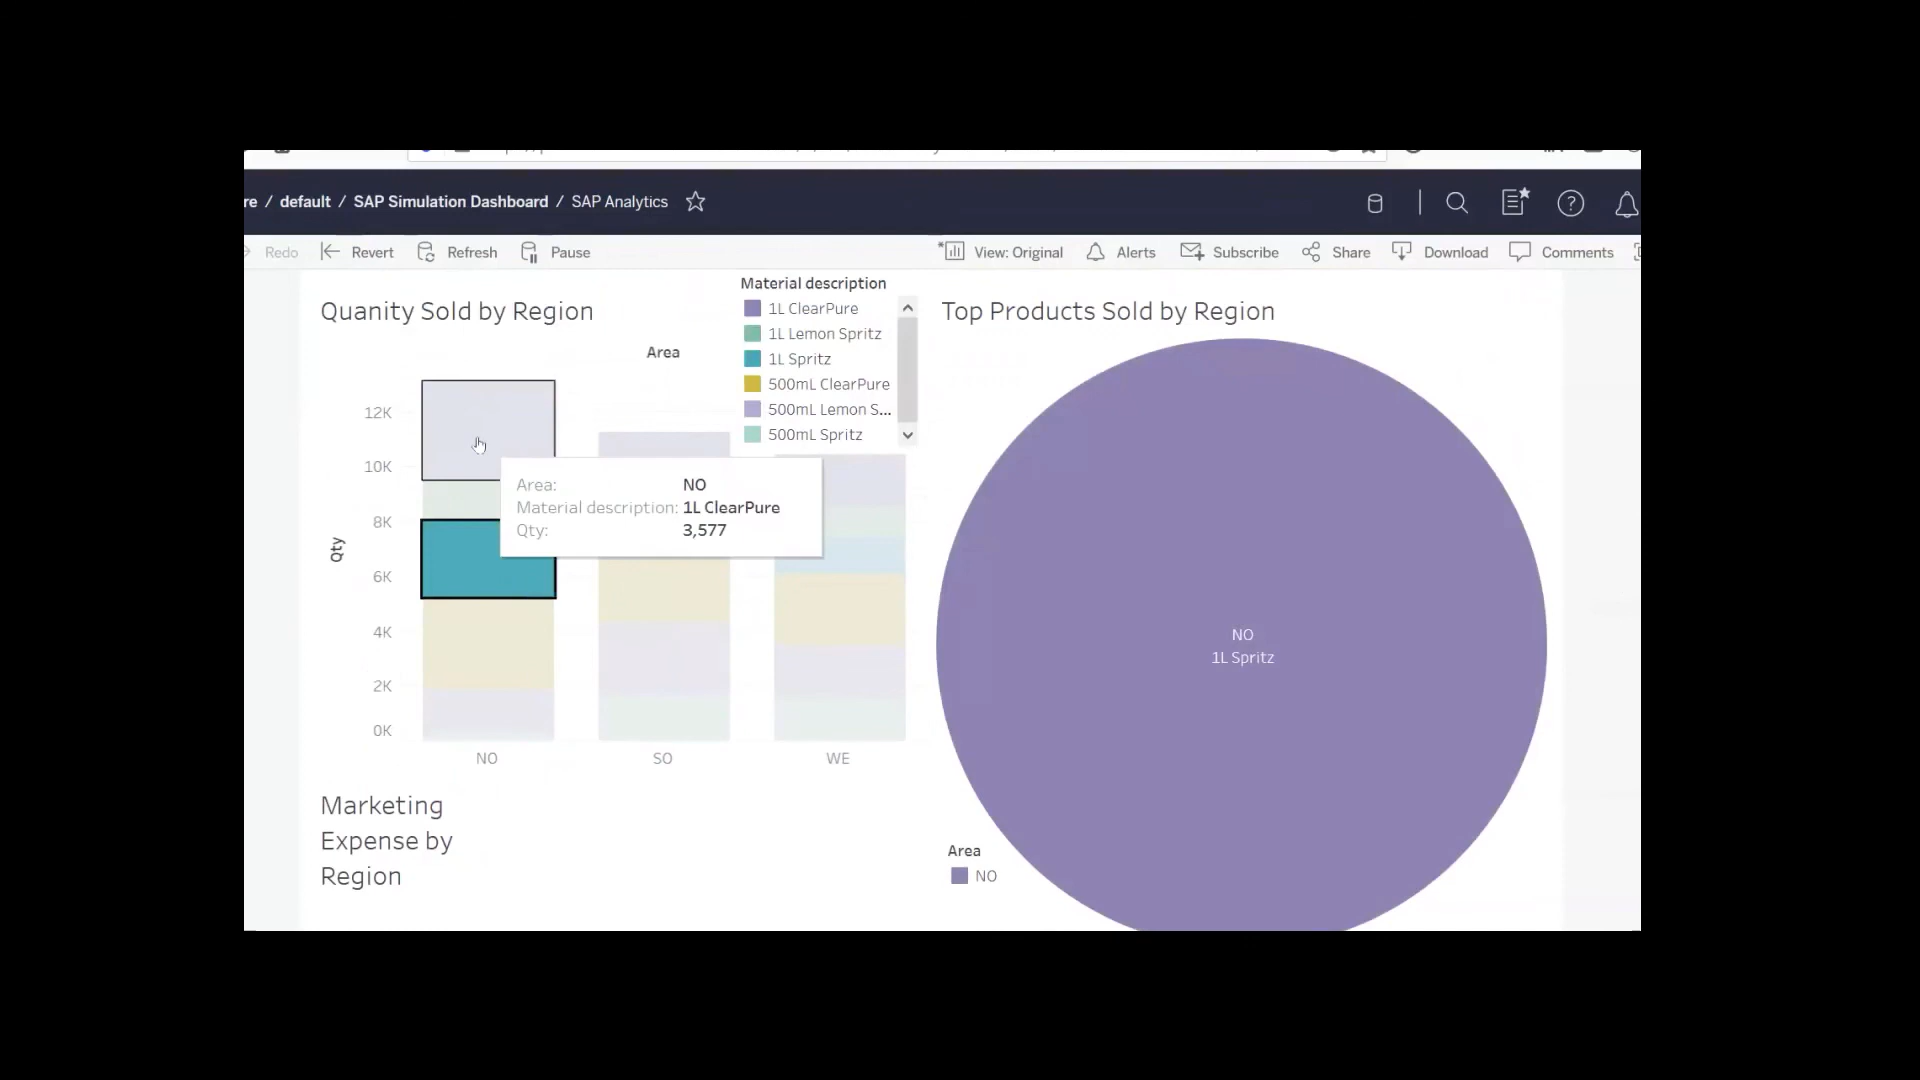 re / default / SAP Simulation Dashboard / SAP Analytics
Redo Revert Refresh Pause View: Original Alerts Subscribe Share Download Comments
Quanity Sold by Region
Material description
1L ClearPure
1L Lemon Spritz
1L Spritz
500mL ClearPure
500mL Lemon S...
500mL Spritz
Area
12K
10K
8K
6K
4K
2K
0K
Qty
Area: NO
Material description: 1L ClearPure
Qty: 3,577
NO SO WE
Top Products Sold by Region
NO
1L Spritz
Area
NO
Marketing
Expense by
Region